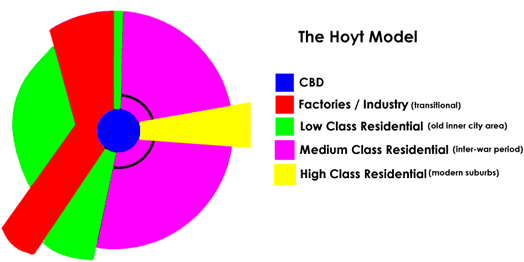 The Hoyt Model
CBD
Factories / Industry (transitional)
Low Class Residential (old inner city area)
Medium Class Residential (inter-war period)
High Class Residential (modern suburbs)